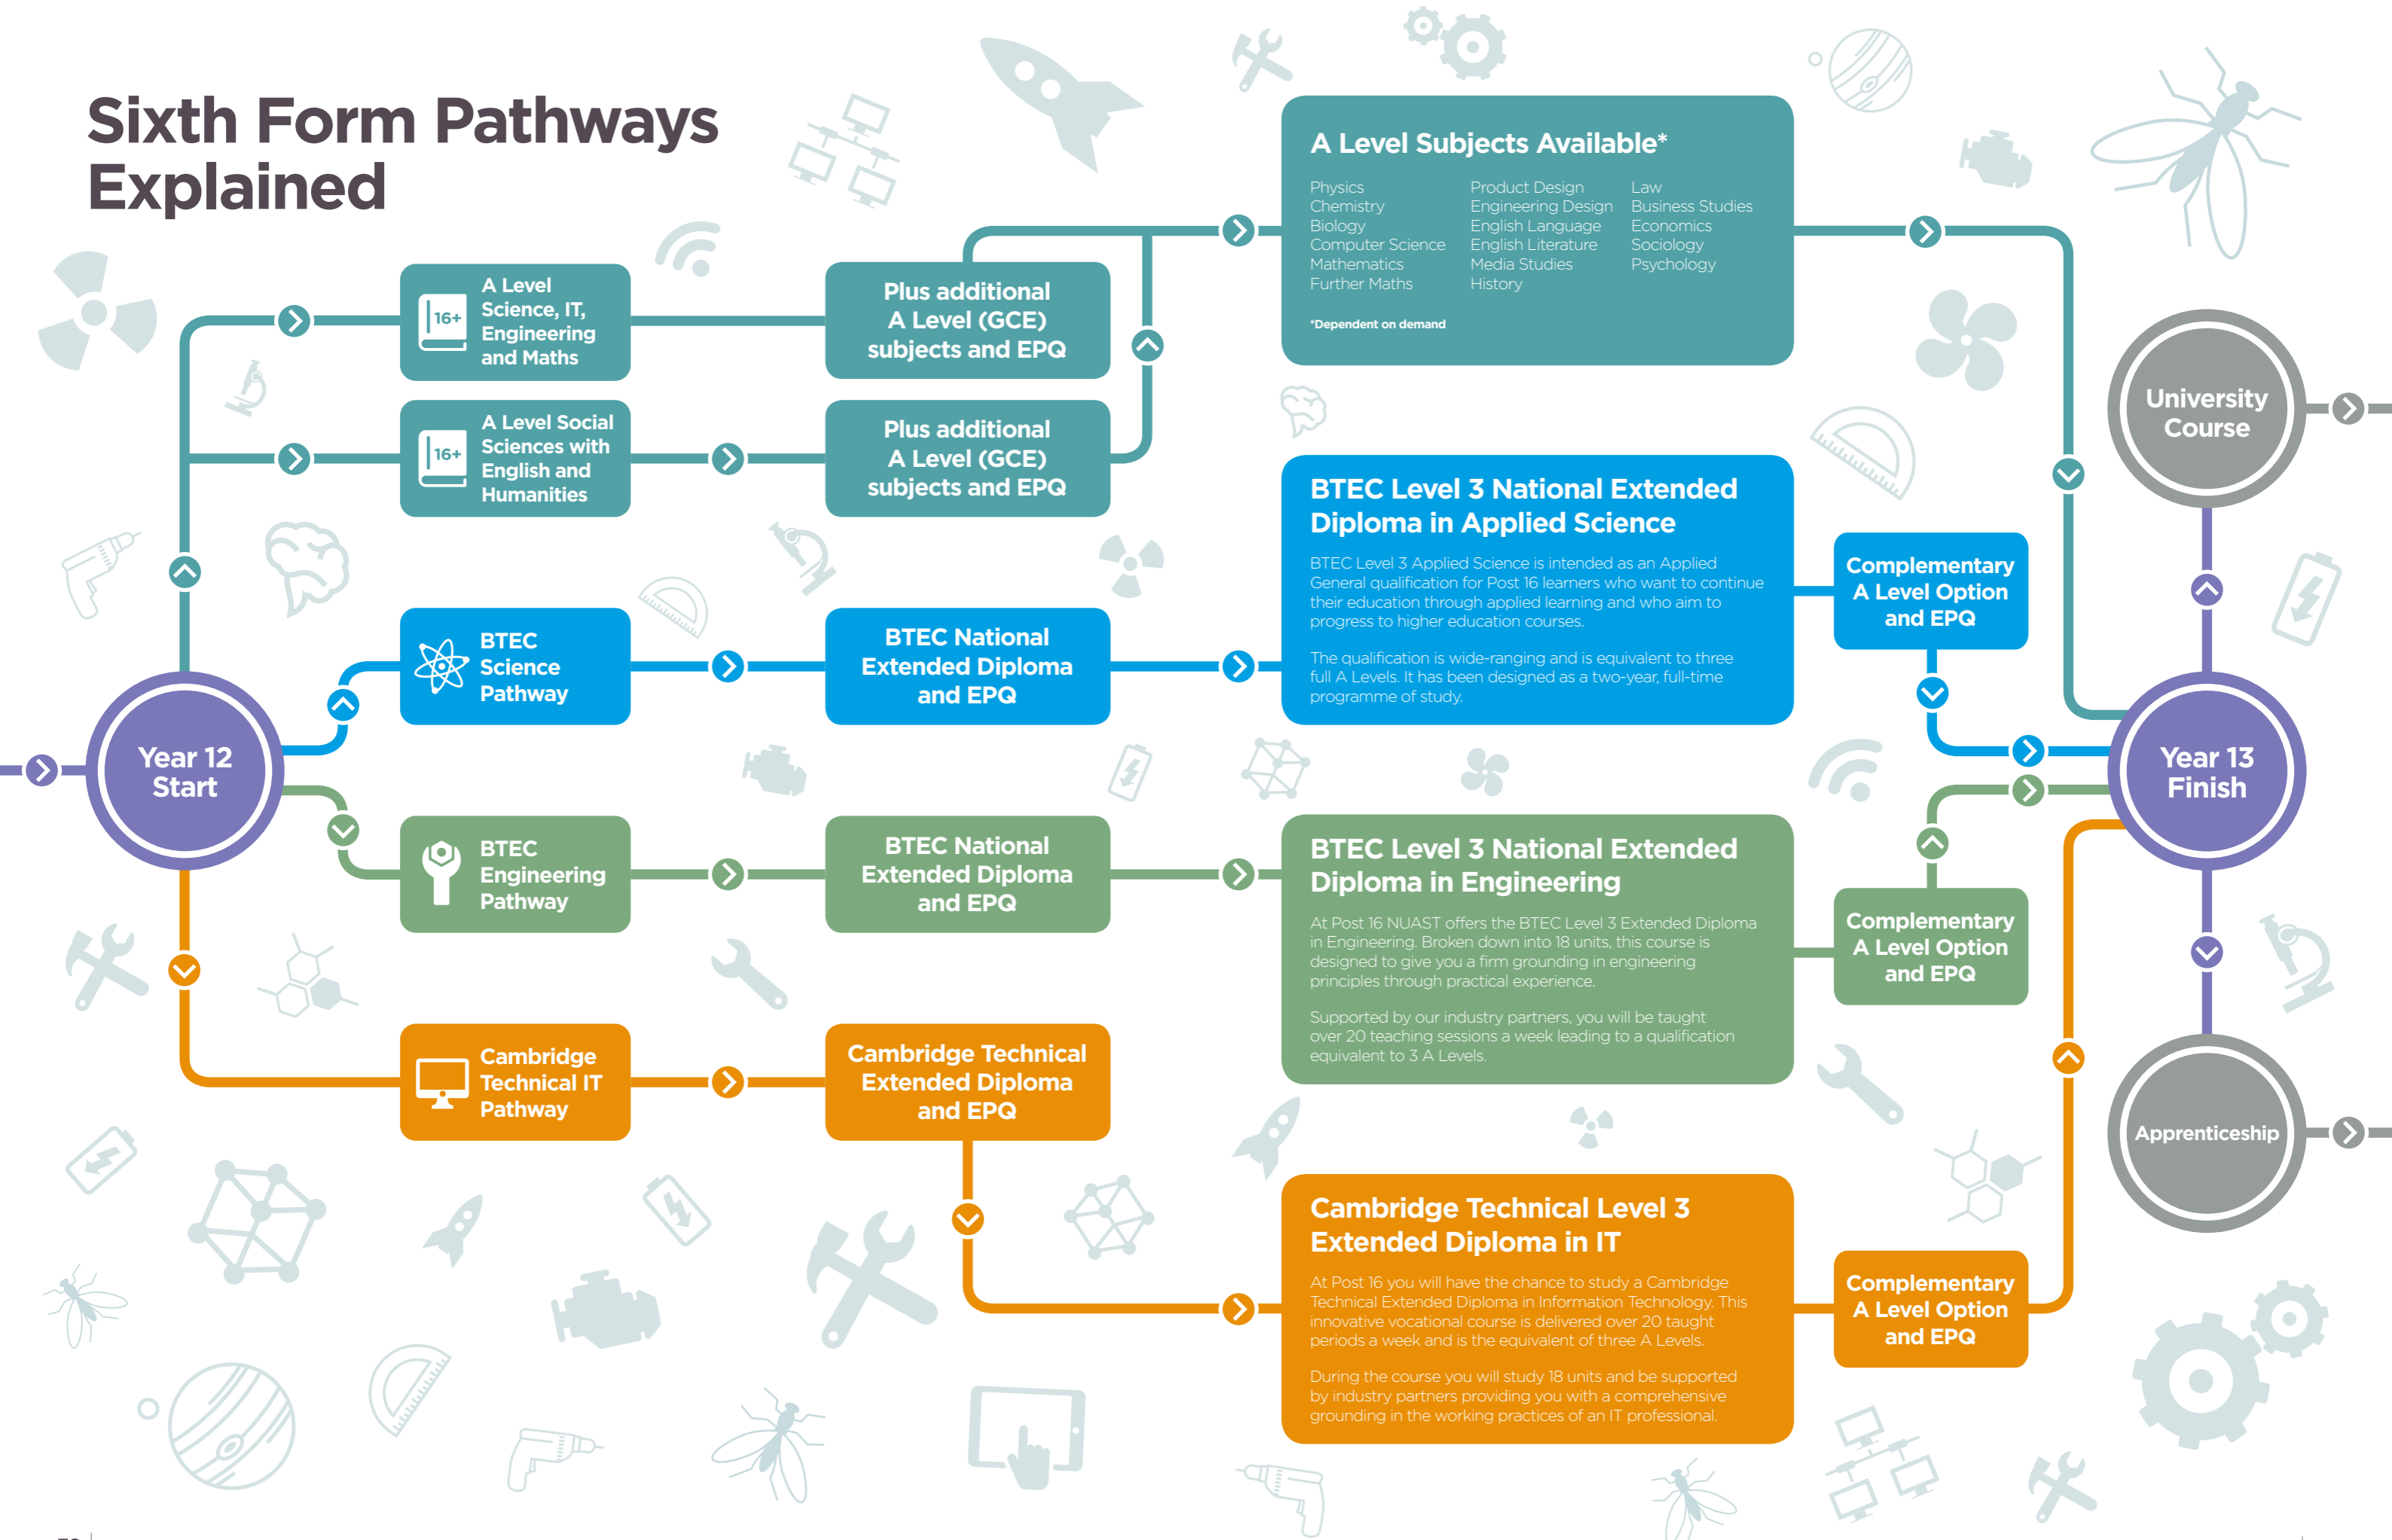 Sixth Form Pathways
Explained
A Level Subjects Available*
Physics
Chemistry
Biology
Computer Science
Mathematics
Further Maths
Product Design
Engineering Design
English Language
English Literature
Media Studies
History
Law
Business Studies
Economics
Sociology
Psychology
*Dependent on demand
16+
A Level
Science, IT,
Engineering
and Maths
Plus additional
A Level (GCE)
subjects and EPQ
16+
A Level Social
Sciences with
English and
Humanities
Plus additional
A Level (GCE)
subjects and EPQ
University
Course
BTEC
Science
Pathway
BTEC National
Extended Diploma
and EPQ
BTEC Level 3 National Extended
Diploma in Applied Science
BTEC Level 3 Applied Science is intended as an Applied
General qualification for Post 16 learners who want to continue
their education through applied learning and who aim to
progress to higher education courses.
The qualification is wide-ranging and is equivalent to three
full A Levels. It has been designed as a two-year, full-time
programme of study.
Complementary
A Level Option
and EPQ
Year 12
Start
Year 13
Finish
BTEC
Engineering
Pathway
BTEC National
Extended Diploma
and EPQ
BTEC Level 3 National Extended
Diploma in Engineering
At Post 16 NUAST offers the BTEC Level 3 Extended Diploma
in Engineering. Broken down into 18 units, this course is
designed to give you a firm grounding in engineering
principles through practical experience.
Supported by our industry partners, you will be taught
over 20 teaching sessions a week leading to a qualification
equivalent to 3 A Levels.
Complementary
A Level Option
and EPQ
Cambridge
Technical IT
Pathway
Cambridge Technical
Extended Diploma
and EPQ
Apprenticeship
Cambridge Technical Level 3
Extended Diploma in IT
At Post 16 you will have the chance to study a Cambridge
Technical Extended Diploma in Information Technology. This
innovative vocational course is delivered over 20 taught
periods a week and is the equivalent of three A Levels.
During the course you will study 18 units and be supported
by industry partners providing you with a comprehensive
grounding in the working practices of an IT professional.
Complementary
A Level Option
and EPQ